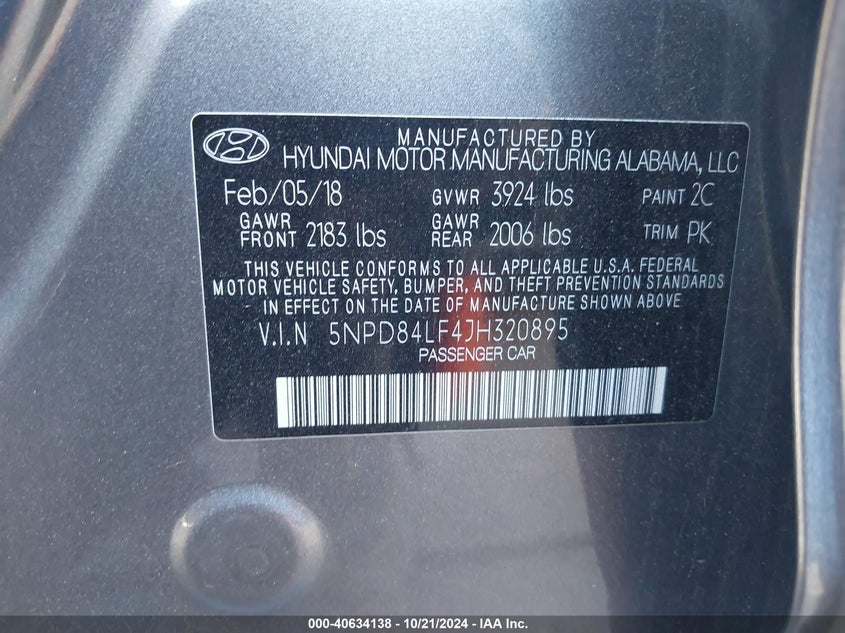 MANUFACTURED BY
HYUNDAI MOTOR MANUFACTURING ALABAMA, LLC
Feb/05/18 GVWR 3924 lbs PAINT 2C
GAWR FRONT 2183 lbs GAWR REAR 2006 lbs TRIM PK
THIS VEHICLE CONFORMS TO ALL APPLICABLE U.S.A. FEDERAL
MOTOR VEHICLE SAFETY, BUMPER, AND THEFT PREVENTION STANDARDS
IN EFFECT ON THE DATE OF MANUFACTURE SHOWN ABOVE
V.I.N 5NPD84LF4JH320895
PASSENGER CAR
000-40634138 - 10/21/2024 - IAA Inc.